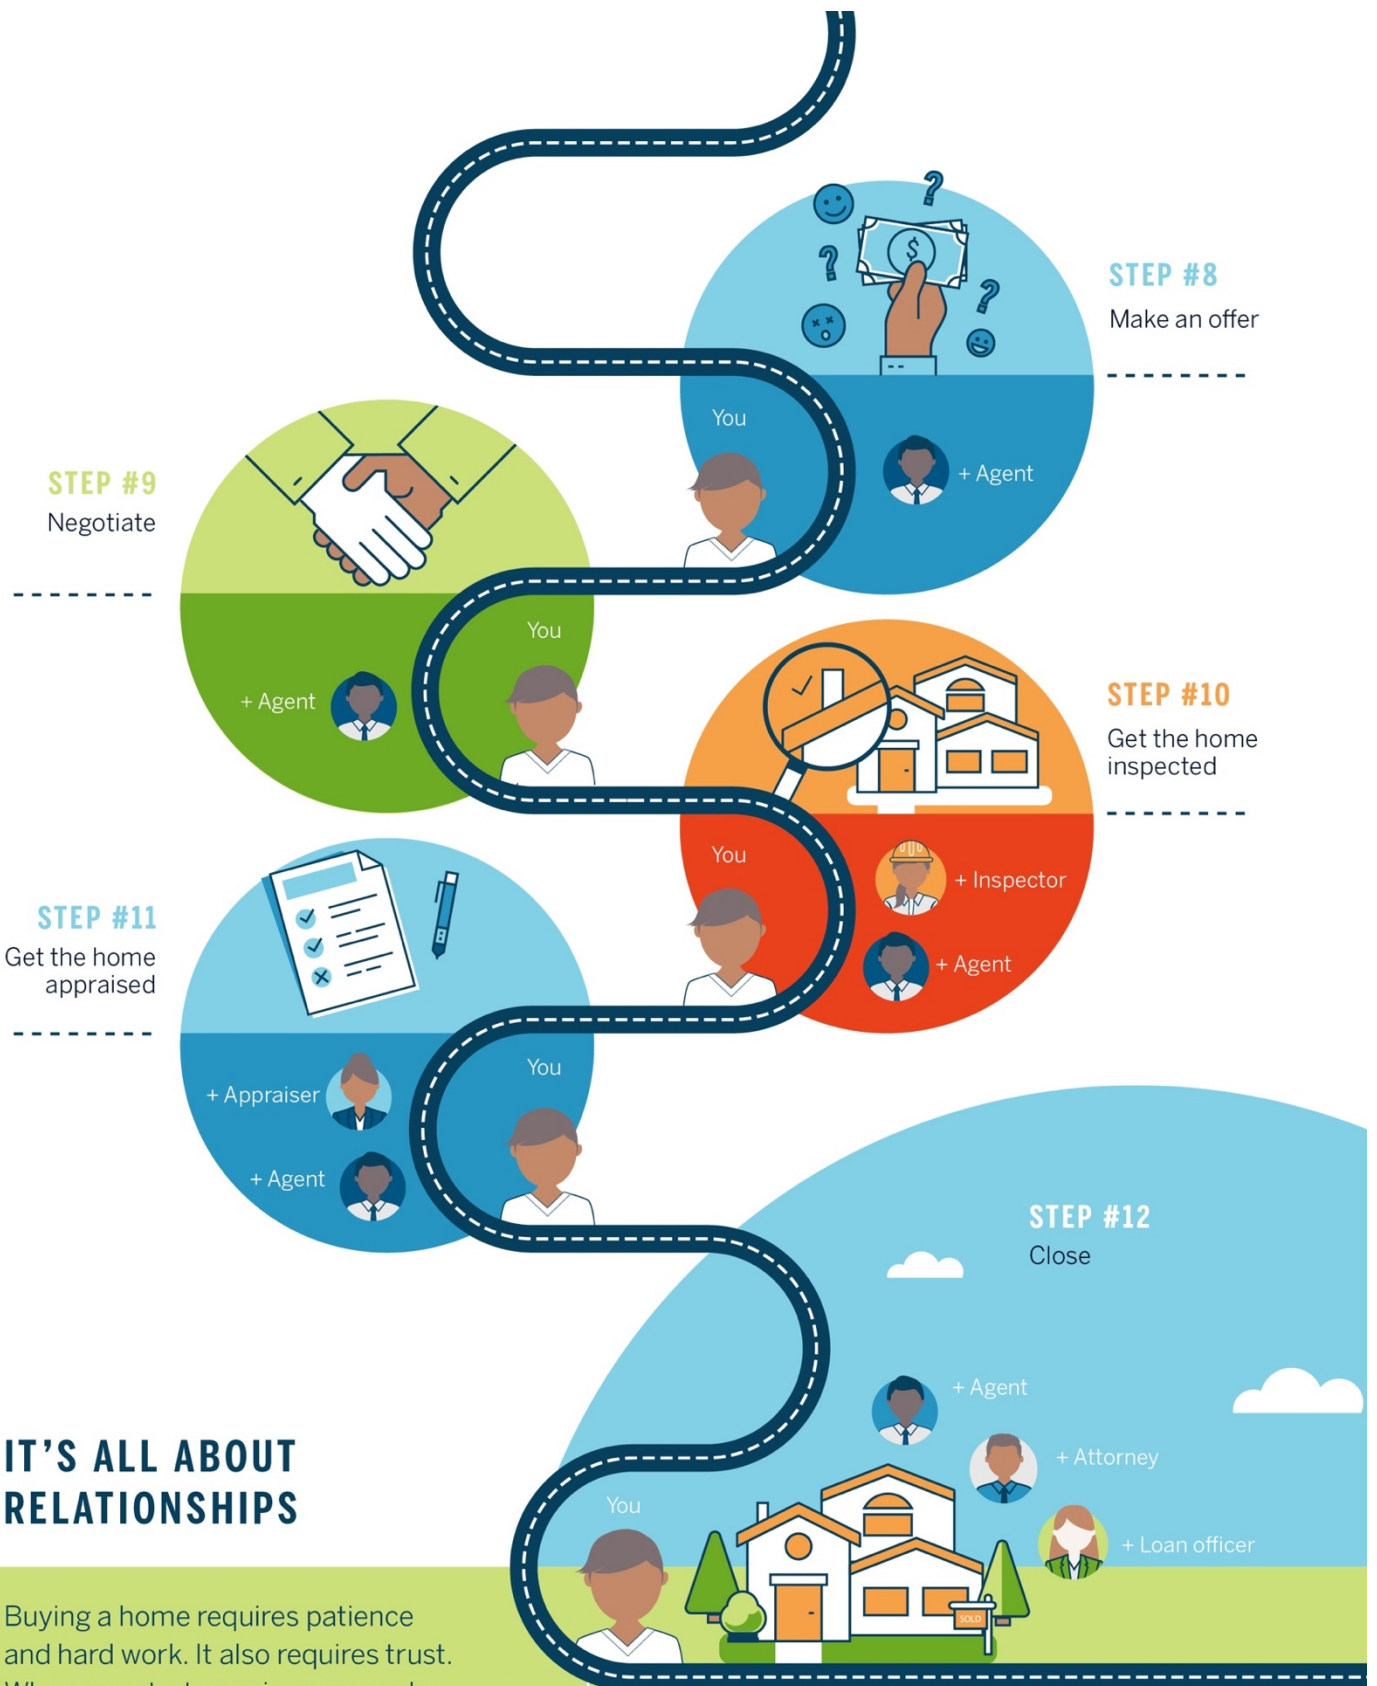 STEP #8
Make an offer
You
+ Agent
STEP #9
Negotiate
You
+ Agent
STEP #10
Get the home
inspected
You
+ Inspector
+ Agent
STEP #11
Get the home
appraised
You
+ Appraiser
+ Agent
STEP #12
Close
+ Agent
+ Attorney
+ Loan officer
You
SOLD
IT'S ALL ABOUT
RELATIONSHIPS
Buying a home requires patience
and hard work. It also requires trust.